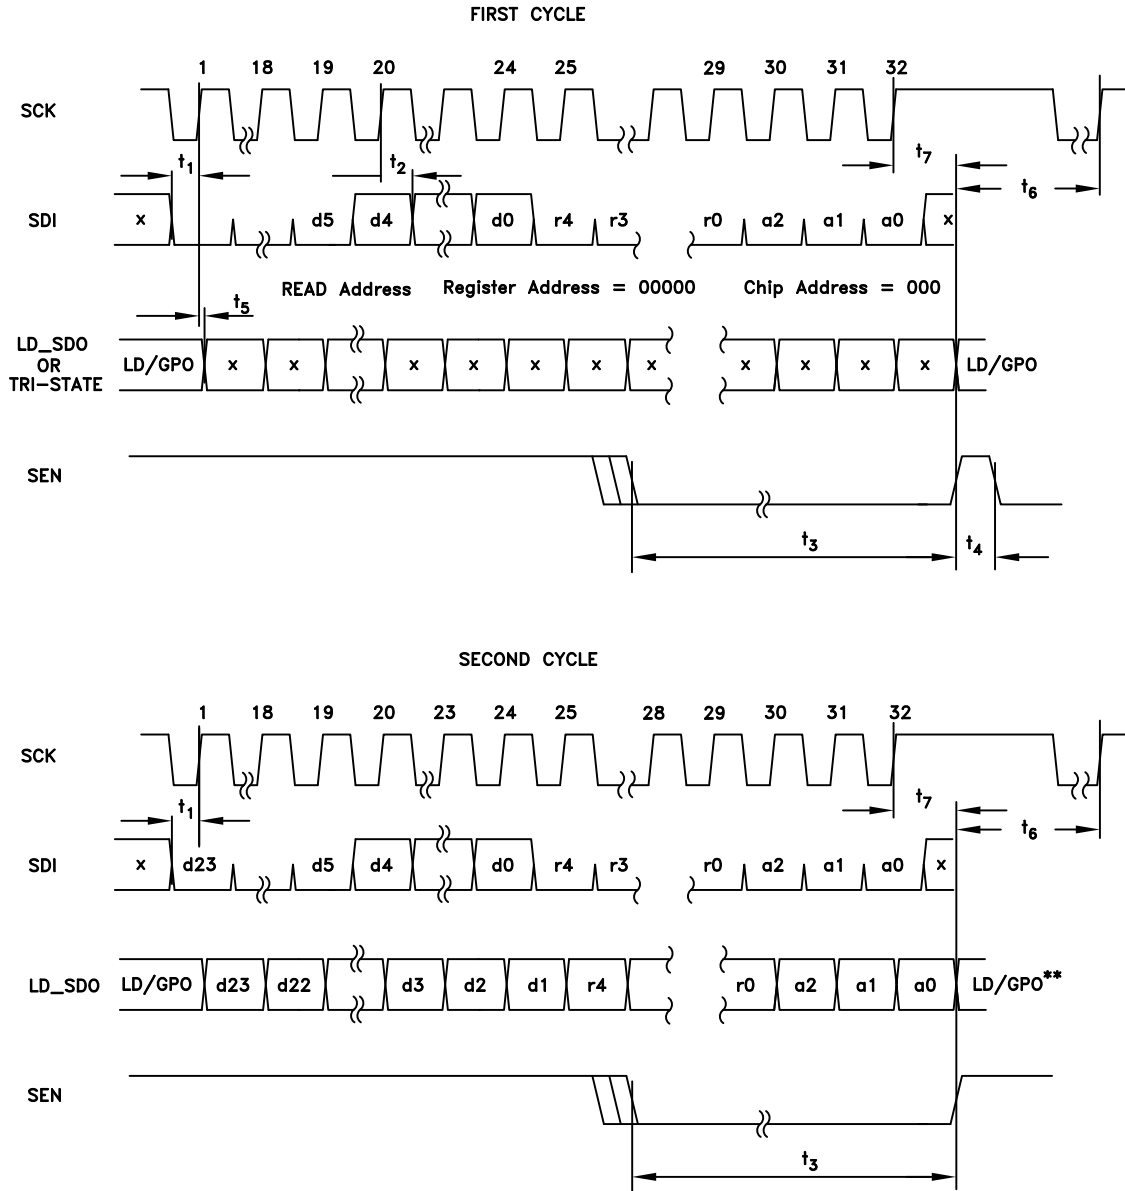 FIRST CYCLE
1 18 19 20 24 25 29 30 31 32
SCK
t1 t2 t7 t6
SDI x d5 d4 d0 r4 r3 r0 a2 a1 a0 x
READ Address Register Address = 00000 Chip Address = 000
t5
LD_SDO
OR
TRI-STATE
LD/GPO x x x x x x x x x x x LD/GPO
SEN
t3 t4
SECOND CYCLE
1 18 19 20 23 24 25 28 29 30 31 32
SCK
t1 t7 t6
SDI x d23 d5 d4 d0 r4 r3 r0 a2 a1 a0 x
LD_SDO LD/GPO d23 d22 d3 d2 d1 r4 r0 a2 a1 a0 LD/GPO**
SEN
t3